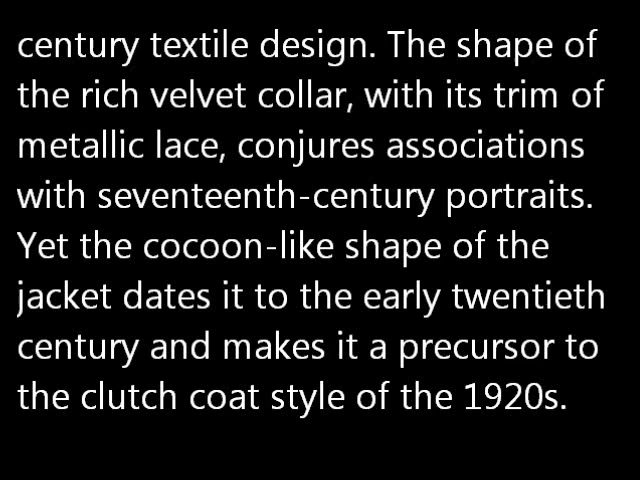 century textile design. The shape of
the rich velvet collar, with its trim of
metallic lace, conjures associations
with seventeenth-century portraits.
Yet the cocoon-like shape of the
jacket dates it to the early twentieth
century and makes it a precursor to
the clutch coat style of the 1920s.